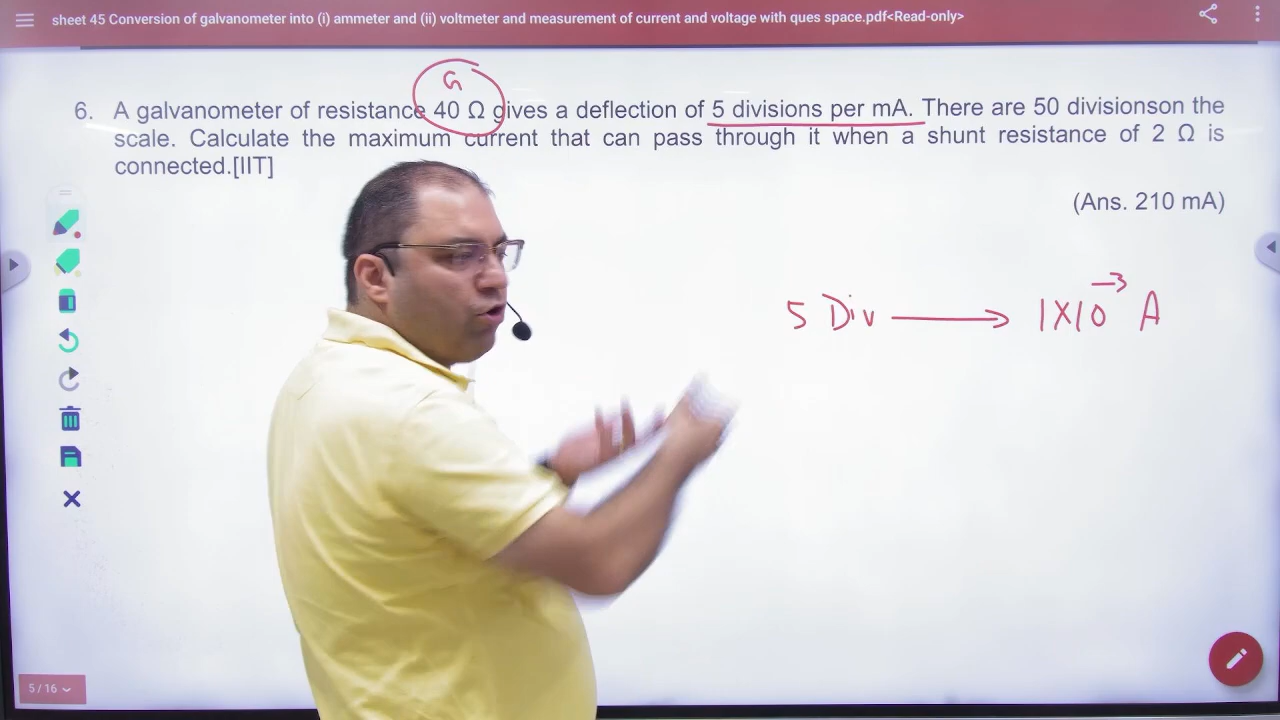 sheet 45 Conversion of galvanometer into (i) ammeter and (ii) voltmeter and measurement of current and voltage with ques space.pdf<Read-only>
G
6. A galvanometer of resistance 40 Ω gives a deflection of 5 divisions per mA. There are 50 divisionson the
scale. Calculate the maximum current that can pass through it when a shunt resistance of 2 Ω is
connected.[IIT]
(Ans. 210 mA)
5 Div → 1X10⁻³ A
5 / 16